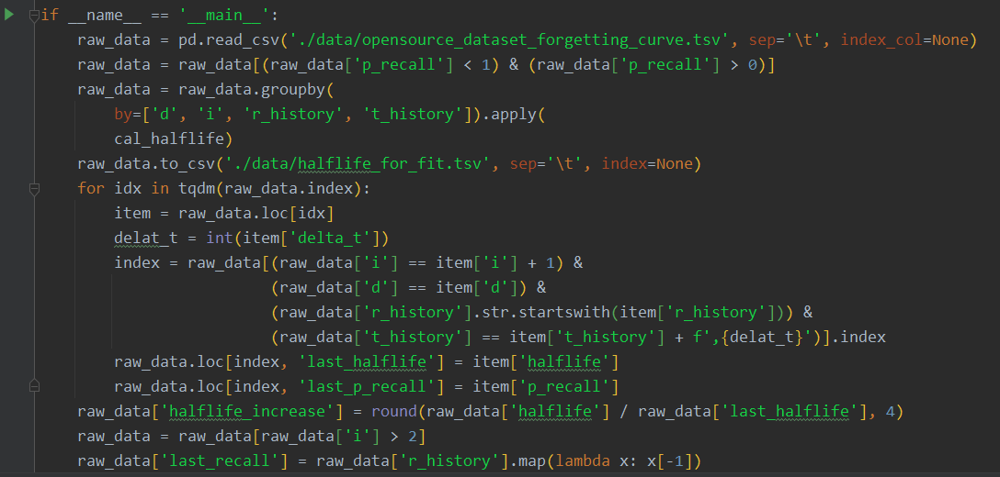 if __name__ == '__main__':
    raw_data = pd.read_csv('./data/opensource_dataset_forgetting_curve.tsv', sep='\t', index_col=None)
    raw_data = raw_data[(raw_data['p_recall'] < 1) & (raw_data['p_recall'] > 0)]
    raw_data = raw_data.groupby(
        by=['d', 'i', 'r_history', 't_history']).apply(
        cal_halflife)
    raw_data.to_csv('./data/halflife_for_fit.tsv', sep='\t', index=None)
    for idx in tqdm(raw_data.index):
        item = raw_data.loc[idx]
        delat_t = int(item['delta_t'])
        index = raw_data[(raw_data['i'] == item['i'] + 1) &
                         (raw_data['d'] == item['d']) &
                         (raw_data['r_history'].str.startswith(item['r_history'])) &
                         (raw_data['t_history'] == item['t_history'] + f',{delat_t}')].index
        raw_data.loc[index, 'last_halflife'] = item['halflife']
        raw_data.loc[index, 'last_p_recall'] = item['p_recall']
    raw_data['halflife_increase'] = round(raw_data['halflife'] / raw_data['last_halflife'], 4)
    raw_data = raw_data[raw_data['i'] > 2]
    raw_data['last_recall'] = raw_data['r_history'].map(lambda x: x[-1])